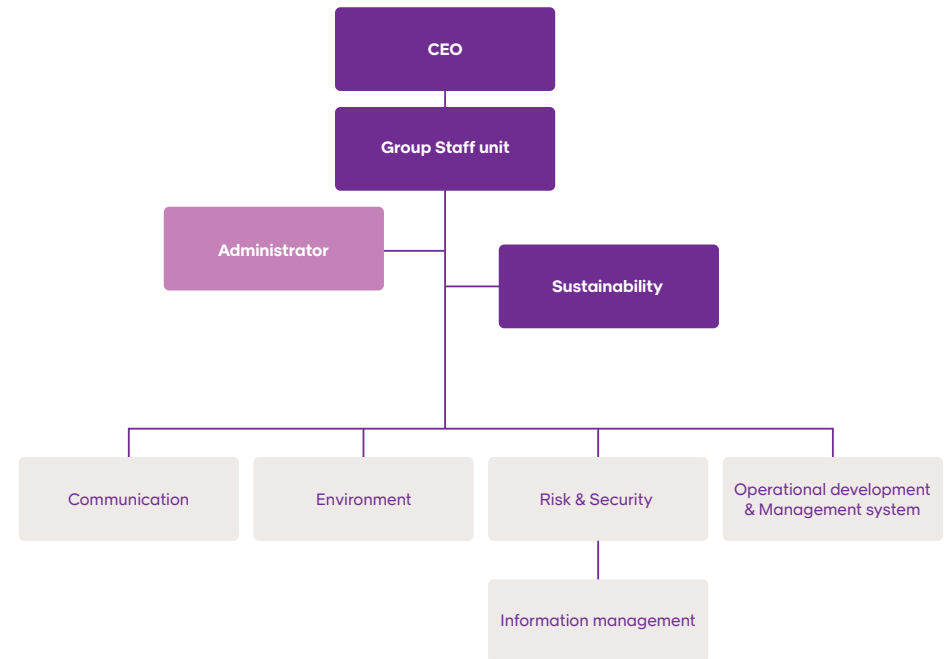 CEO
Group Staff unit
Administrator
Sustainability
Communication
Environment
Risk & Security
Operational development
& Management system
Information management